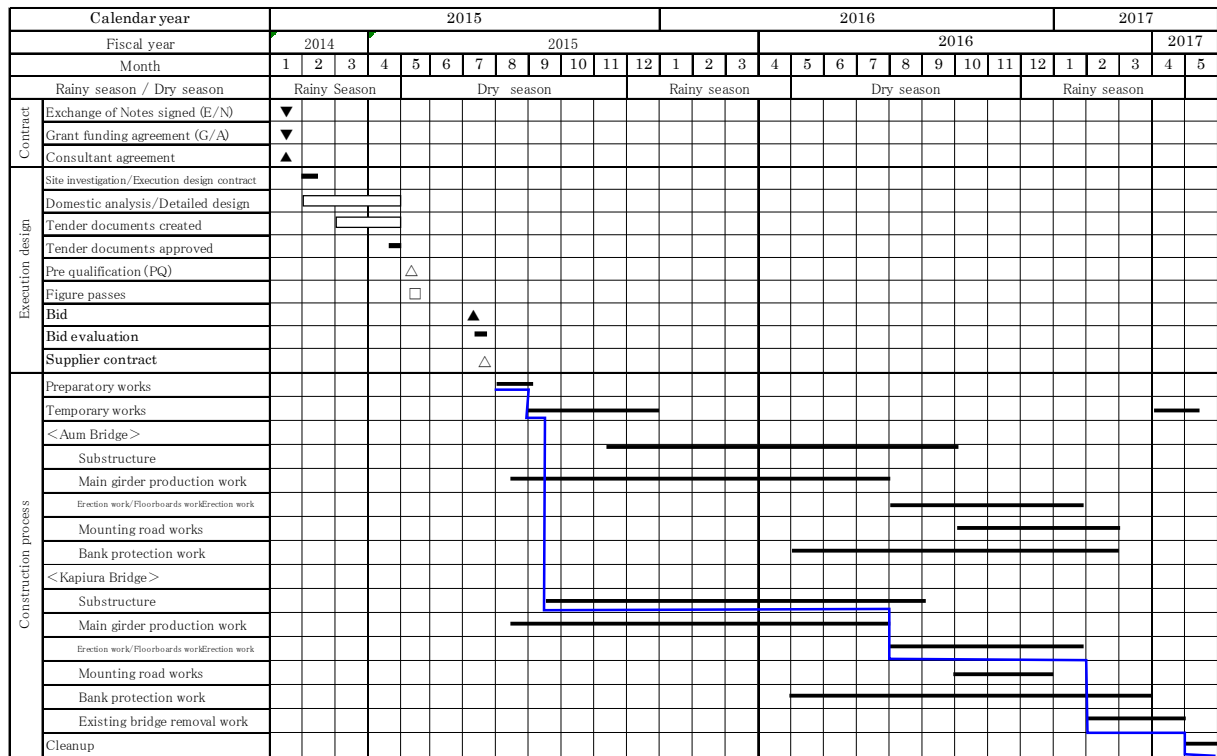 Calendar year 2015 2016 2017
Fiscal year 2014 2015 2016 2017
Month 1 2 3 4 5 6 7 8 9 10 11 12 1 2 3 4 5 6 7 8 9 10 11 12 1 2 3 4 5
Rainy season / Dry season Rainy Season Dry season Rainy season Dry season Rainy season
Contract
Exchange of Notes signed (E/N)
Grant funding agreement (G/A)
Consultant agreement
Execution design
Site investigation/Execution design contract
Domestic analysis/Detailed design
Tender documents created
Tender documents approved
Pre qualification (PQ)
Figure passes
Bid
Bid evaluation
Supplier contract
Construction process
Preparatory works
Temporary works
<Aum Bridge>
Substructure
Main girder production work
Erection work/Floorboards workErection work
Mounting road works
Bank protection work
<Kapiura Bridge>
Substructure
Main girder production work
Erection work/Floorboards workErection work
Mounting road works
Bank protection work
Existing bridge removal work
Cleanup